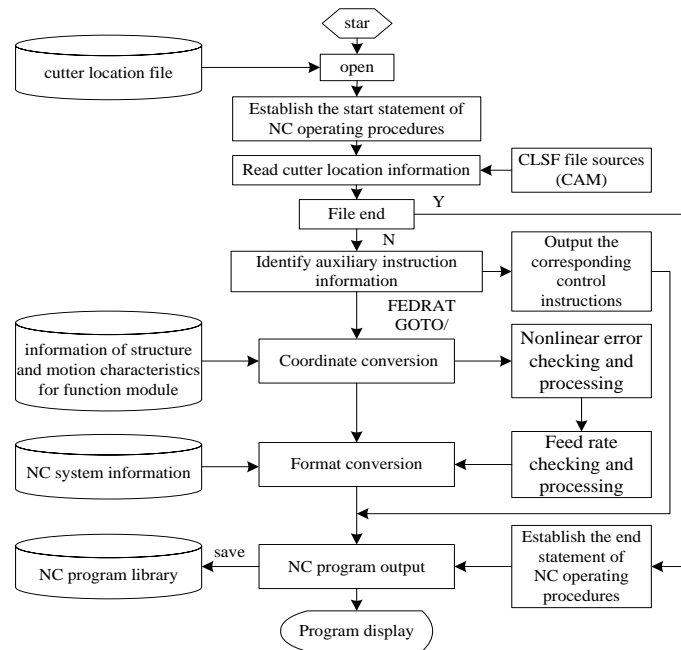 star
cutter location file
open
Establish the start statement of
NC operating procedures
Read cutter location information
CLSF file sources
(CAM)
File end
Y
N
Identify auxiliary instruction
information
Output the
corresponding
control
instructions
FEDRAT
GOTO/
information of structure
and motion characteristics
for function module
Coordinate conversion
Nonlinear error
checking and
processing
NC system information
Format conversion
Feed rate
checking and
processing
NC program library
save
NC program output
Establish the end
statement of
NC operating
procedures
Program display